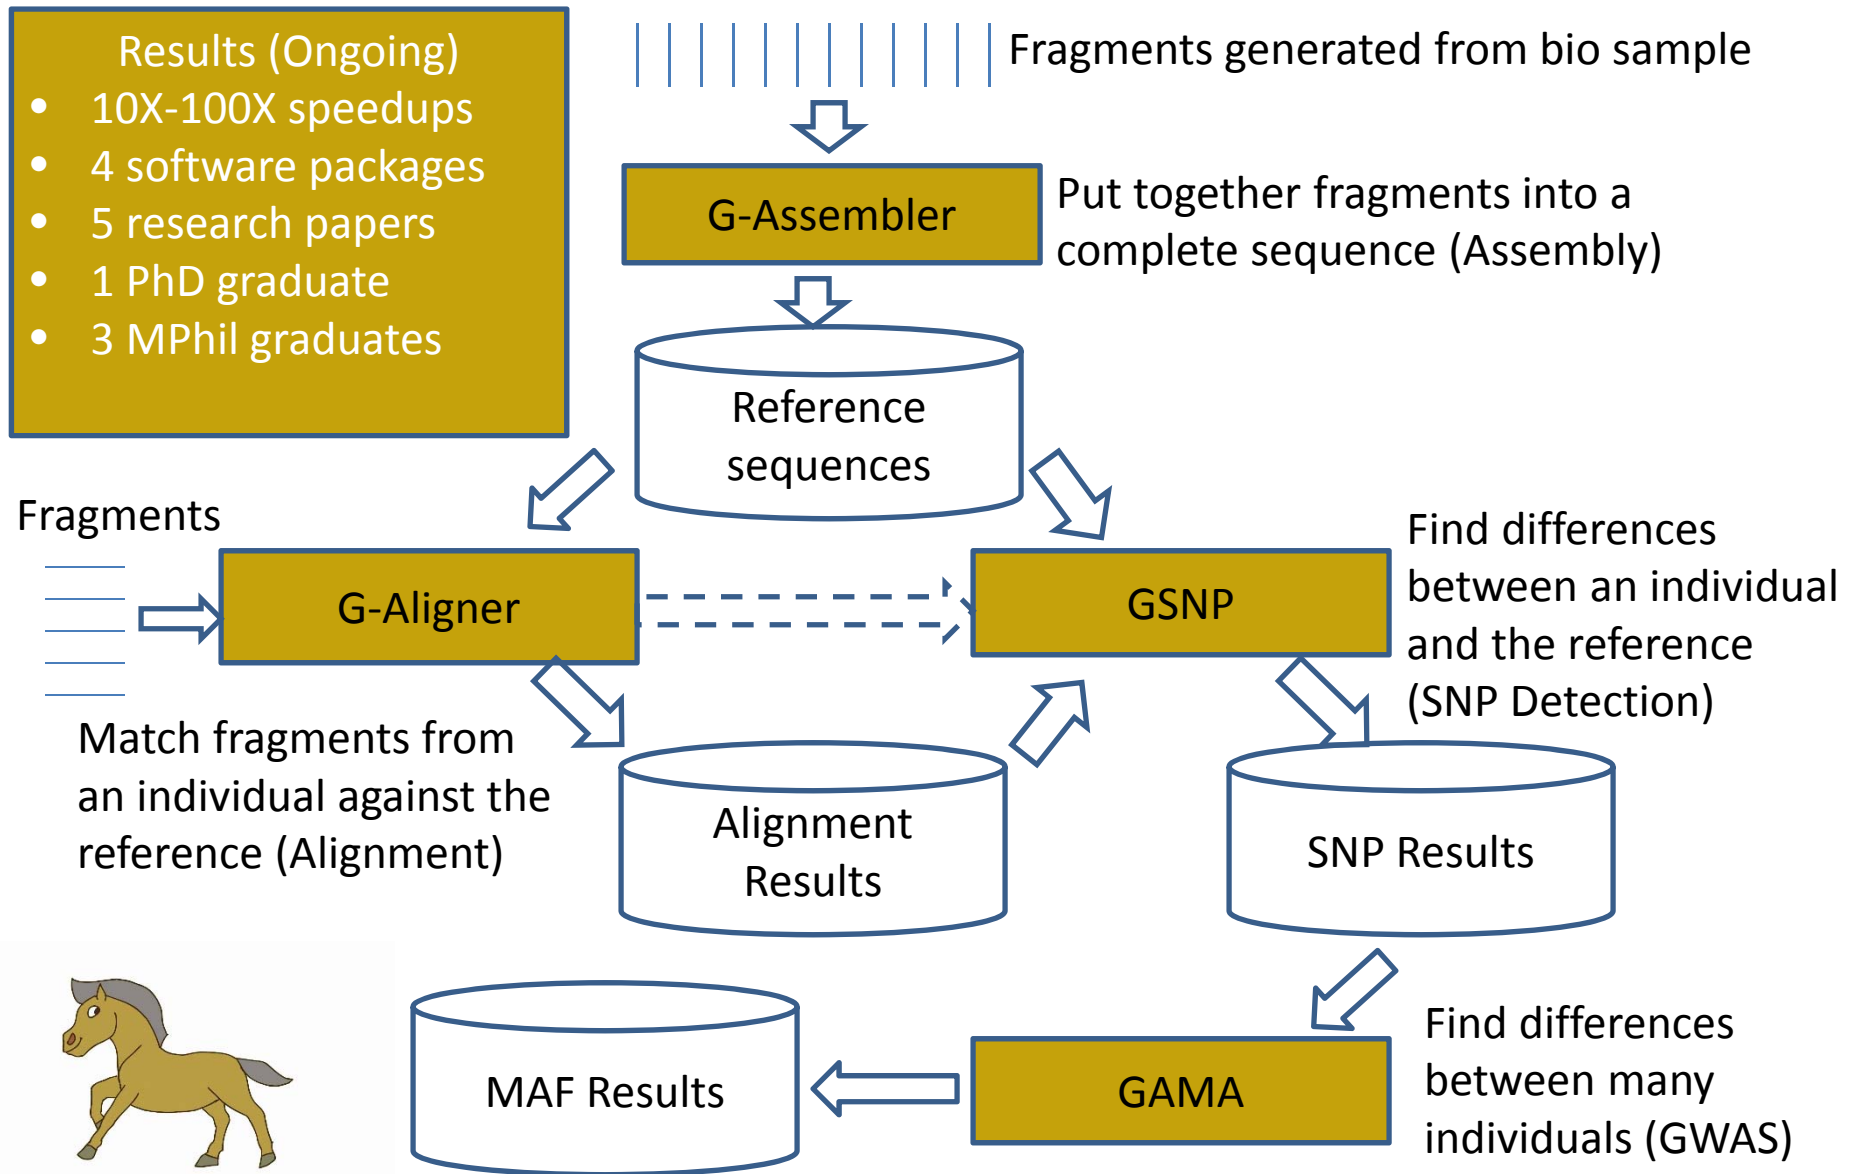 Results (Ongoing)
• 10X-100X speedups
• 4 software packages
• 5 research papers
• 1 PhD graduate
• 3 MPhil graduates
Fragments generated from bio sample
G-Assembler
Put together fragments into a
complete sequence (Assembly)
Reference
sequences
Fragments
G-Aligner
GSNP
Find differences
between an individual
and the reference
(SNP Detection)
Match fragments from
an individual against the
reference (Alignment)
Alignment
Results
SNP Results
MAF Results
GAMA
Find differences
between many
individuals (GWAS)